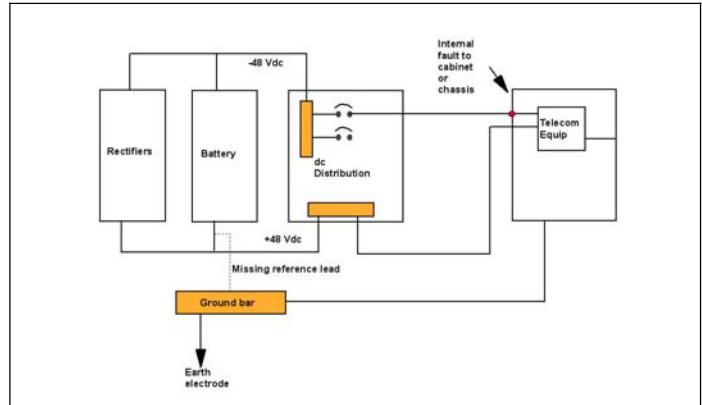 -48 Vdc
Internal
fault to
cabinet
or
chassis
Rectifiers
Battery
dc
Distribution
Telecom
Equip
+48 Vdc
Missing reference lead
Ground bar
Earth
electrode